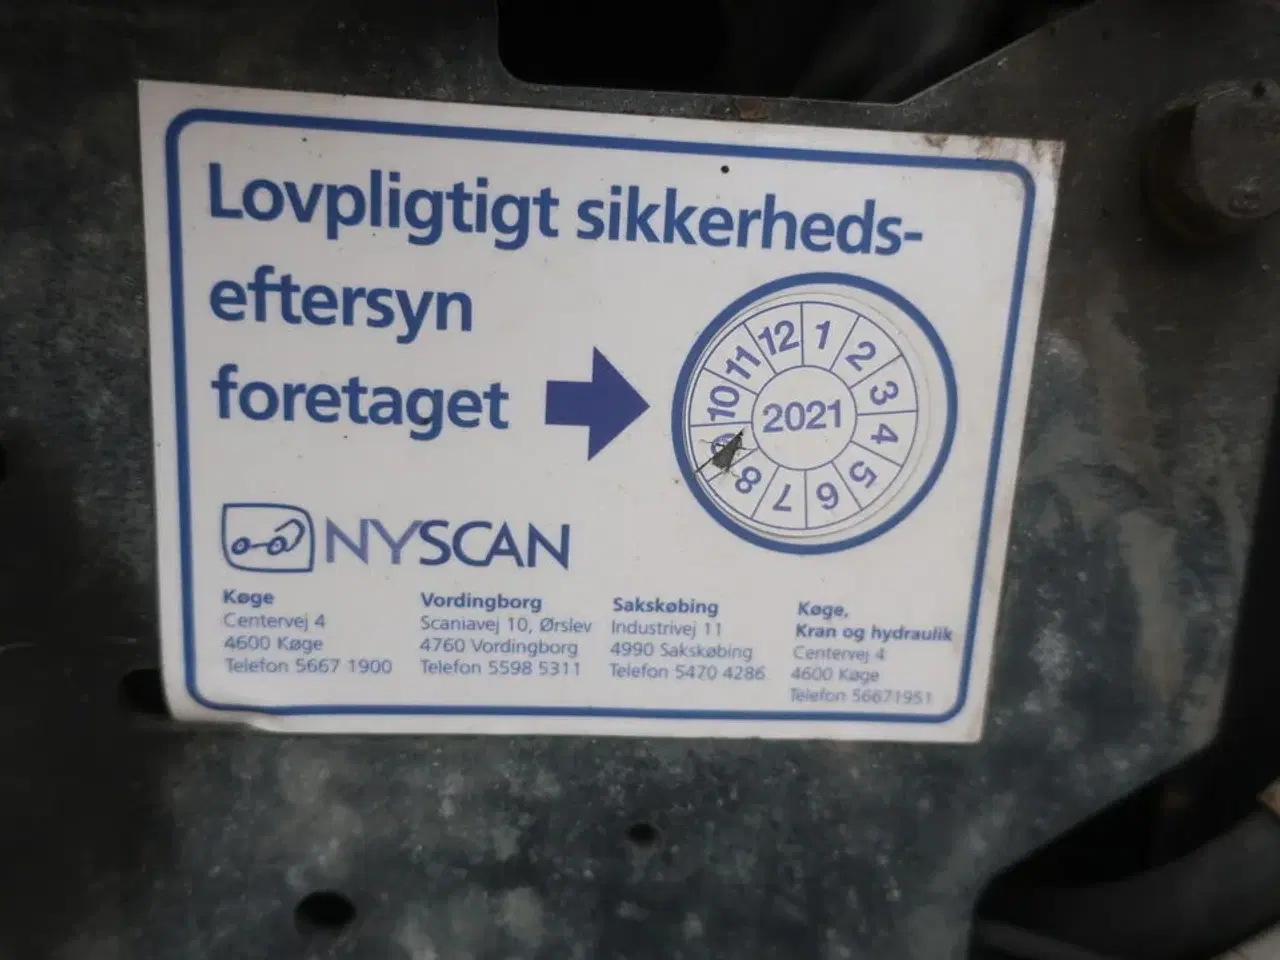 Lovpligtigt sikkerheds-
eftersyn
foretaget
12 1 2 3 4 5 6 7 8 9 10 11
2021
NYSCAN
Køge
Centervej 4
4600 Køge
Telefon 5667 1900
Vordingborg
Scaniavej 10, Ørslev
4760 Vordingborg
Telefon 5598 5311
Sakskøbing
Industrivej 11
4990 Sakskøbing
Telefon 5470 4286
Køge,
Kran og hydraulik
Centervej 4
4600 Køge
Telefon 56671951